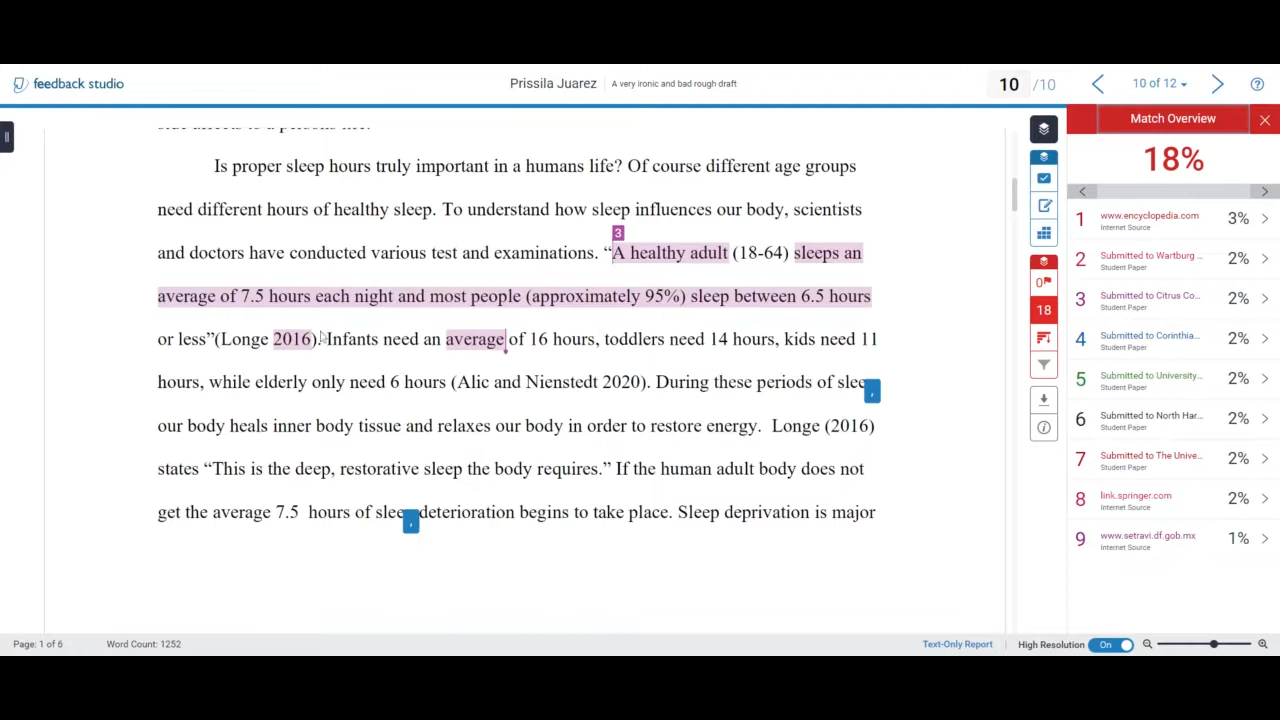 feedback studio
Prissila Juarez
A very ironic and bad rough draft
10 /10
10 of 12
side affects to a persons life.
Is proper sleep hours truly important in a humans life? Of course different age groups
need different hours of healthy sleep. To understand how sleep influences our body, scientists
3
and doctors have conducted various test and examinations. “A healthy adult (18-64) sleeps an
average of 7.5 hours each night and most people (approximately 95%) sleep between 6.5 hours
or less”(Longe 2016). Infants need an average of 16 hours, toddlers need 14 hours, kids need 11
hours, while elderly only need 6 hours (Alic and Nienstedt 2020). During these periods of slee ,
our body heals inner body tissue and relaxes our body in order to restore energy. Longe (2016)
states “This is the deep, restorative sleep the body requires.” If the human adult body does not
get the average 7.5 hours of slee , deterioration begins to take place. Sleep deprivation is major
0
18
Match Overview
18%
1 www.encyclopedia.com 3%
Internet Source
2 Submitted to Wartburg ... 2%
Student Paper
3 Submitted to Citrus Co... 2%
Student Paper
4 Submitted to Corinthia... 2%
Student Paper
5 Submitted to University... 2%
Student Paper
6 Submitted to North Har... 2%
Student Paper
7 Submitted to The Unive... 2%
Student Paper
8 link.springer.com 2%
Internet Source
9 www.setravi.df.gob.mx 1%
Internet Source
Page: 1 of 6
Word Count: 1252
Text-Only Report
High Resolution
On